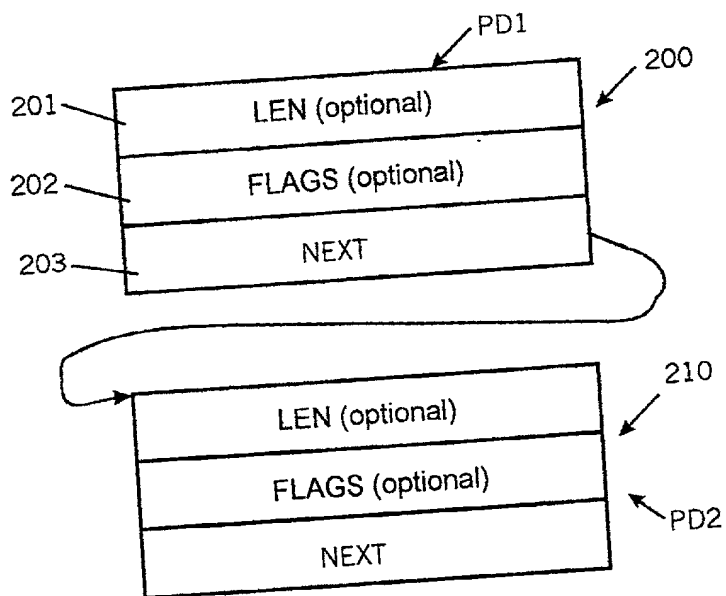 PD1
200
201
LEN (optional)
202
FLAGS (optional)
203
NEXT
210
LEN (optional)
FLAGS (optional)
PD2
NEXT